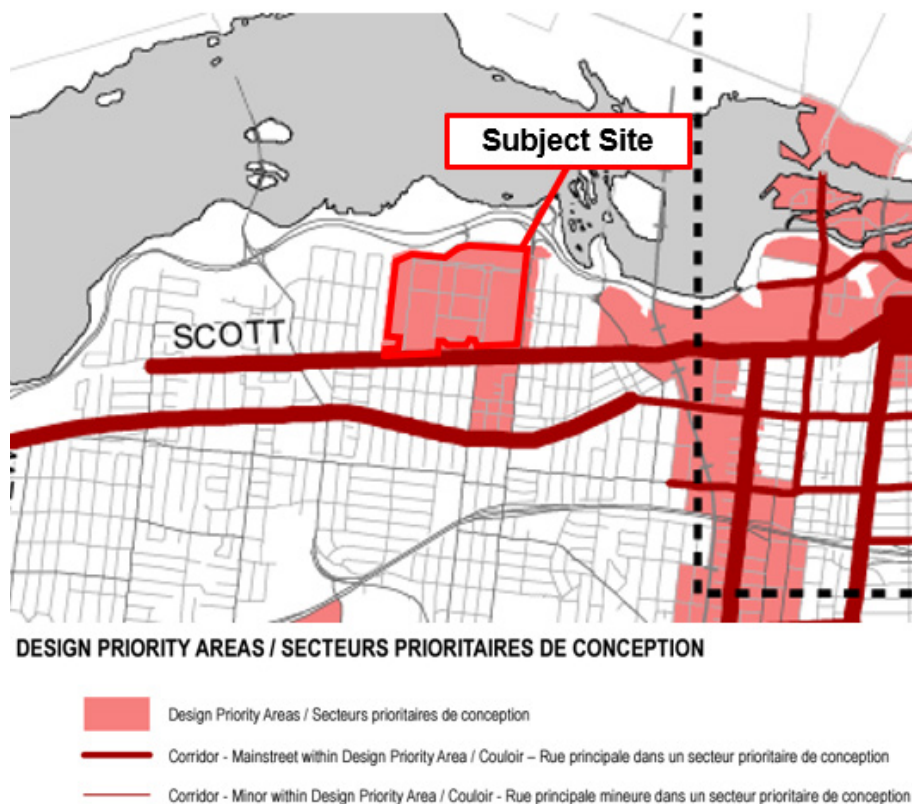 Subject Site
SCOTT
DESIGN PRIORITY AREAS / SECTEURS PRIORITAIRES DE CONCEPTION
Design Priority Areas / Secteurs prioritaires de conception
Corridor - Mainstreet within Design Priority Area / Couloir – Rue principale dans un secteur prioritaire de conception
Corridor - Minor within Design Priority Area / Couloir - Rue principale mineure dans un secteur prioritaire de conception